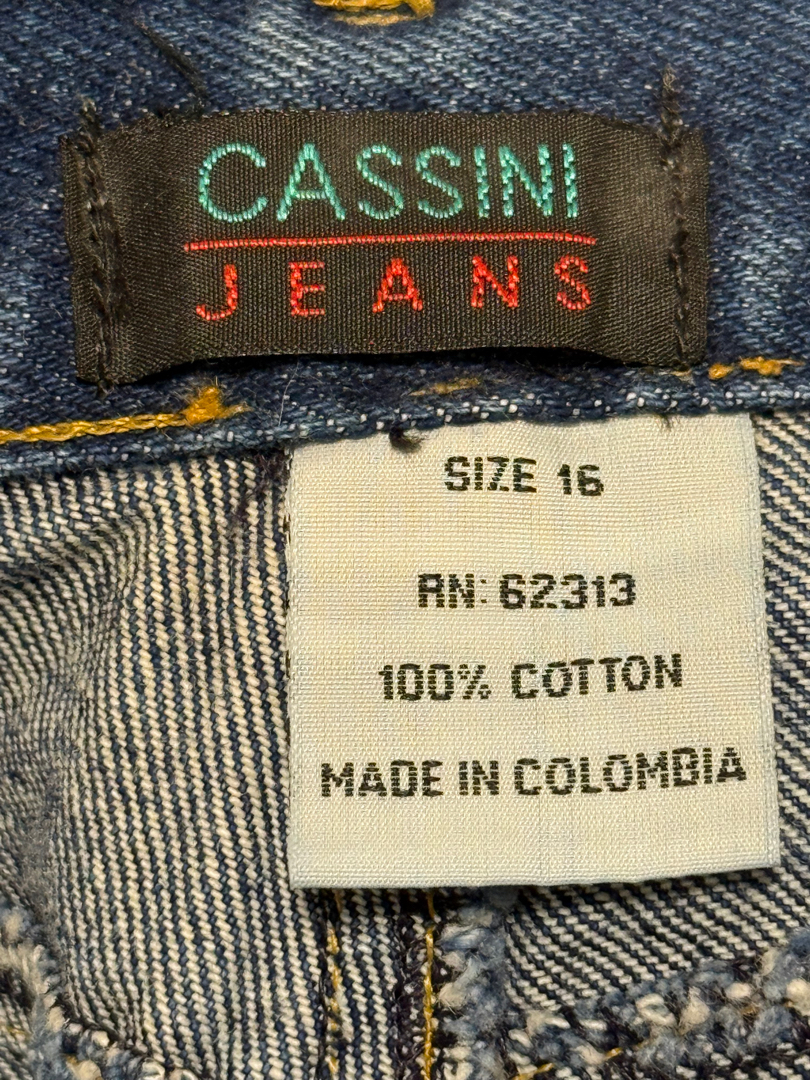 CASSINI
JEANS
SIZE 16
RN: 62313
100% COTTON
MADE IN COLOMBIA